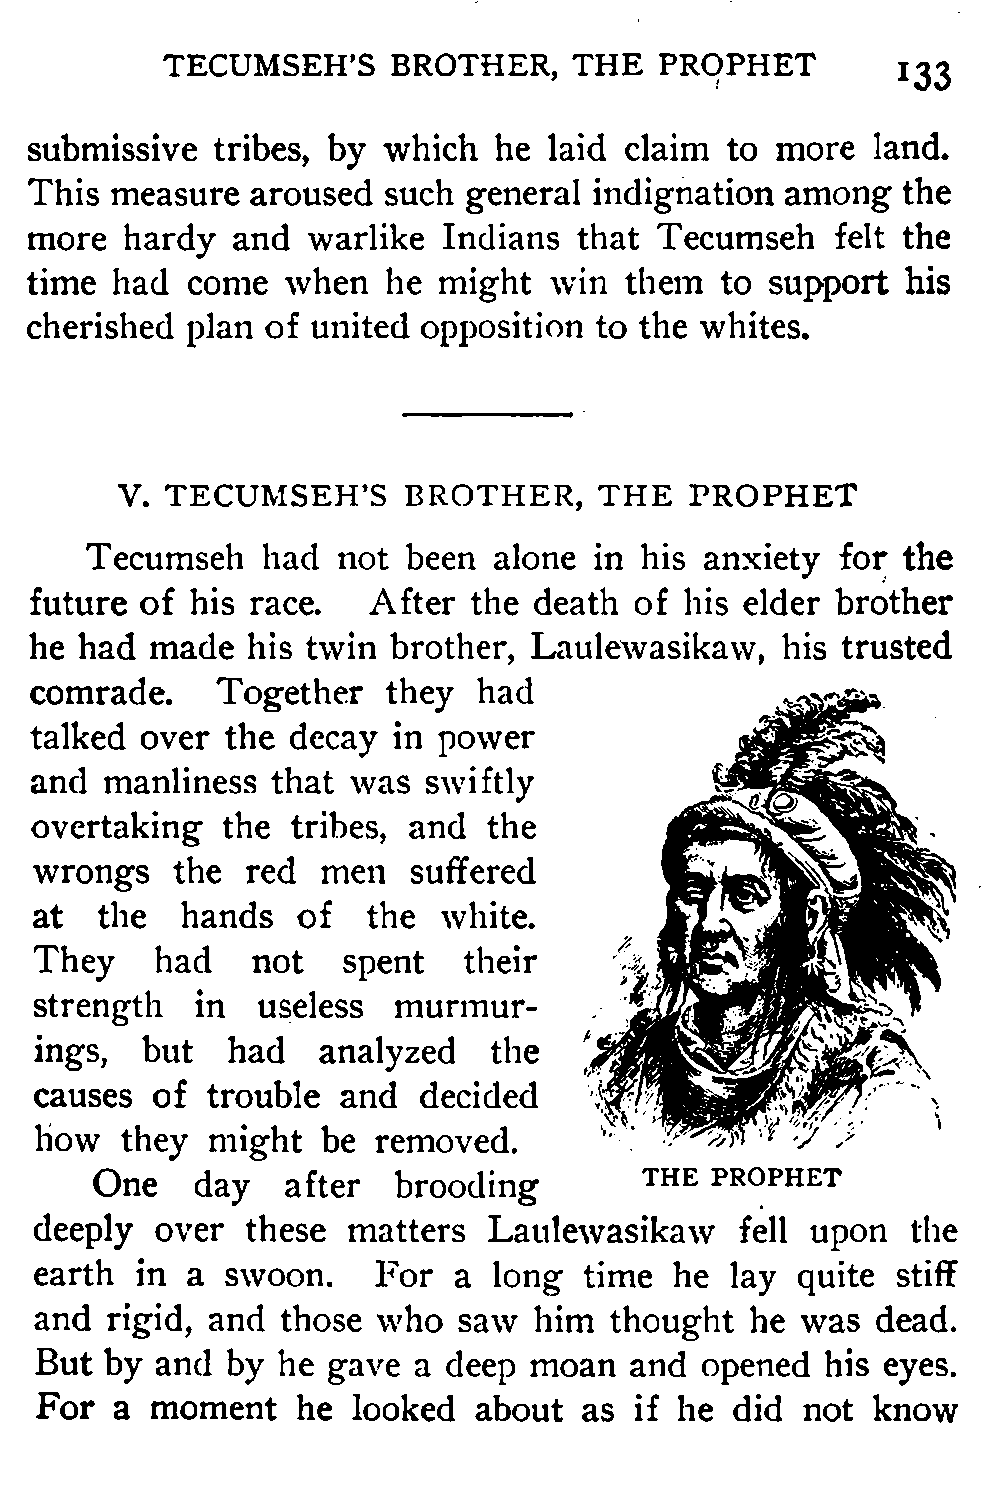 TECUMSEH'S BROTHER, THE PROPHET 133
submissive tribes, by which he laid claim to more land.
This measure aroused such general indignation among the
more hardy and warlike Indians that Tecumseh felt the
time had come when he might win them to support his
cherished plan of united opposition to the whites.
V. TECUMSEH'S BROTHER, THE PROPHET
Tecumseh had not been alone in his anxiety for the
future of his race. After the death of his elder brother
he had made his twin brother, Laulewasikaw, his trusted
comrade. Together they had
talked over the decay in power
and manliness that was swiftly
overtaking the tribes, and the
wrongs the red men suffered
at the hands of the white.
They had not spent their
strength in useless murmur-
ings, but had analyzed the
causes of trouble and decided
how they might be removed.
THE PROPHET
One day after brooding
deeply over these matters Laulewasikaw fell upon the
earth in a swoon. For a long time he lay quite stiff
and rigid, and those who saw him thought he was dead.
But by and by he gave a deep moan and opened his eyes.
For a moment he looked about as if he did not know